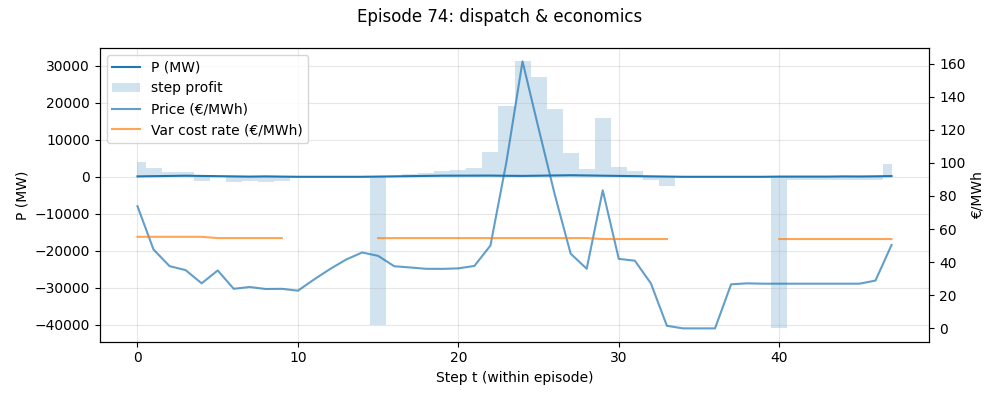 Episode 74: dispatch & economics
P (MW)
step profit
Price (€/MWh)
Var cost rate (€/MWh)
30000
20000
10000
0
−10000
−20000
−30000
−40000
P (MW)
160
140
120
100
80
60
40
20
0
€/MWh
0
10
20
30
40
Step t (within episode)